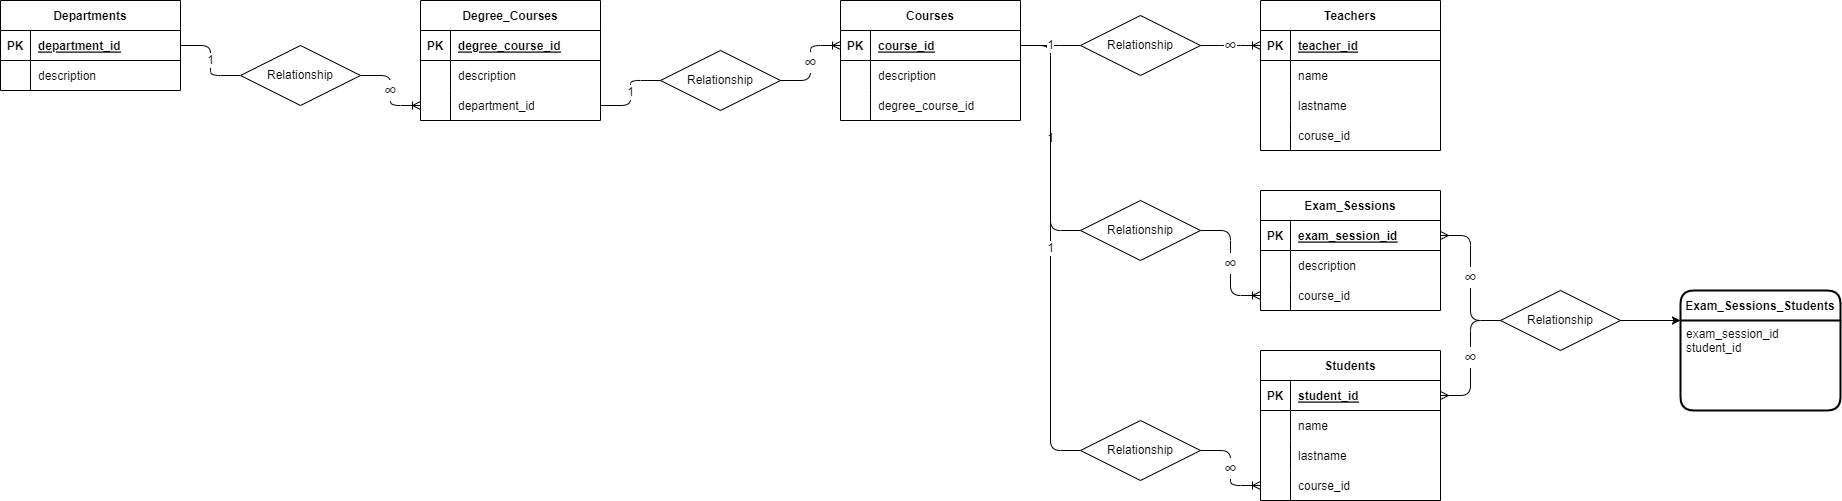 Departments
PK department_id
description
1
Relationship
∞
Degree_Courses
PK degree_course_id
description
department_id
1
Relationship
∞
Courses
PK course_id
description
degree_course_id
1
Relationship
∞
Teachers
PK teacher_id
name
lastname
coruse_id
1
Relationship
∞
Exam_Sessions
PK exam_session_id
description
course_id
1
Relationship
∞
Students
PK student_id
name
lastname
course_id
∞
∞
Relationship
Exam_Sessions_Students
exam_session_id
student_id